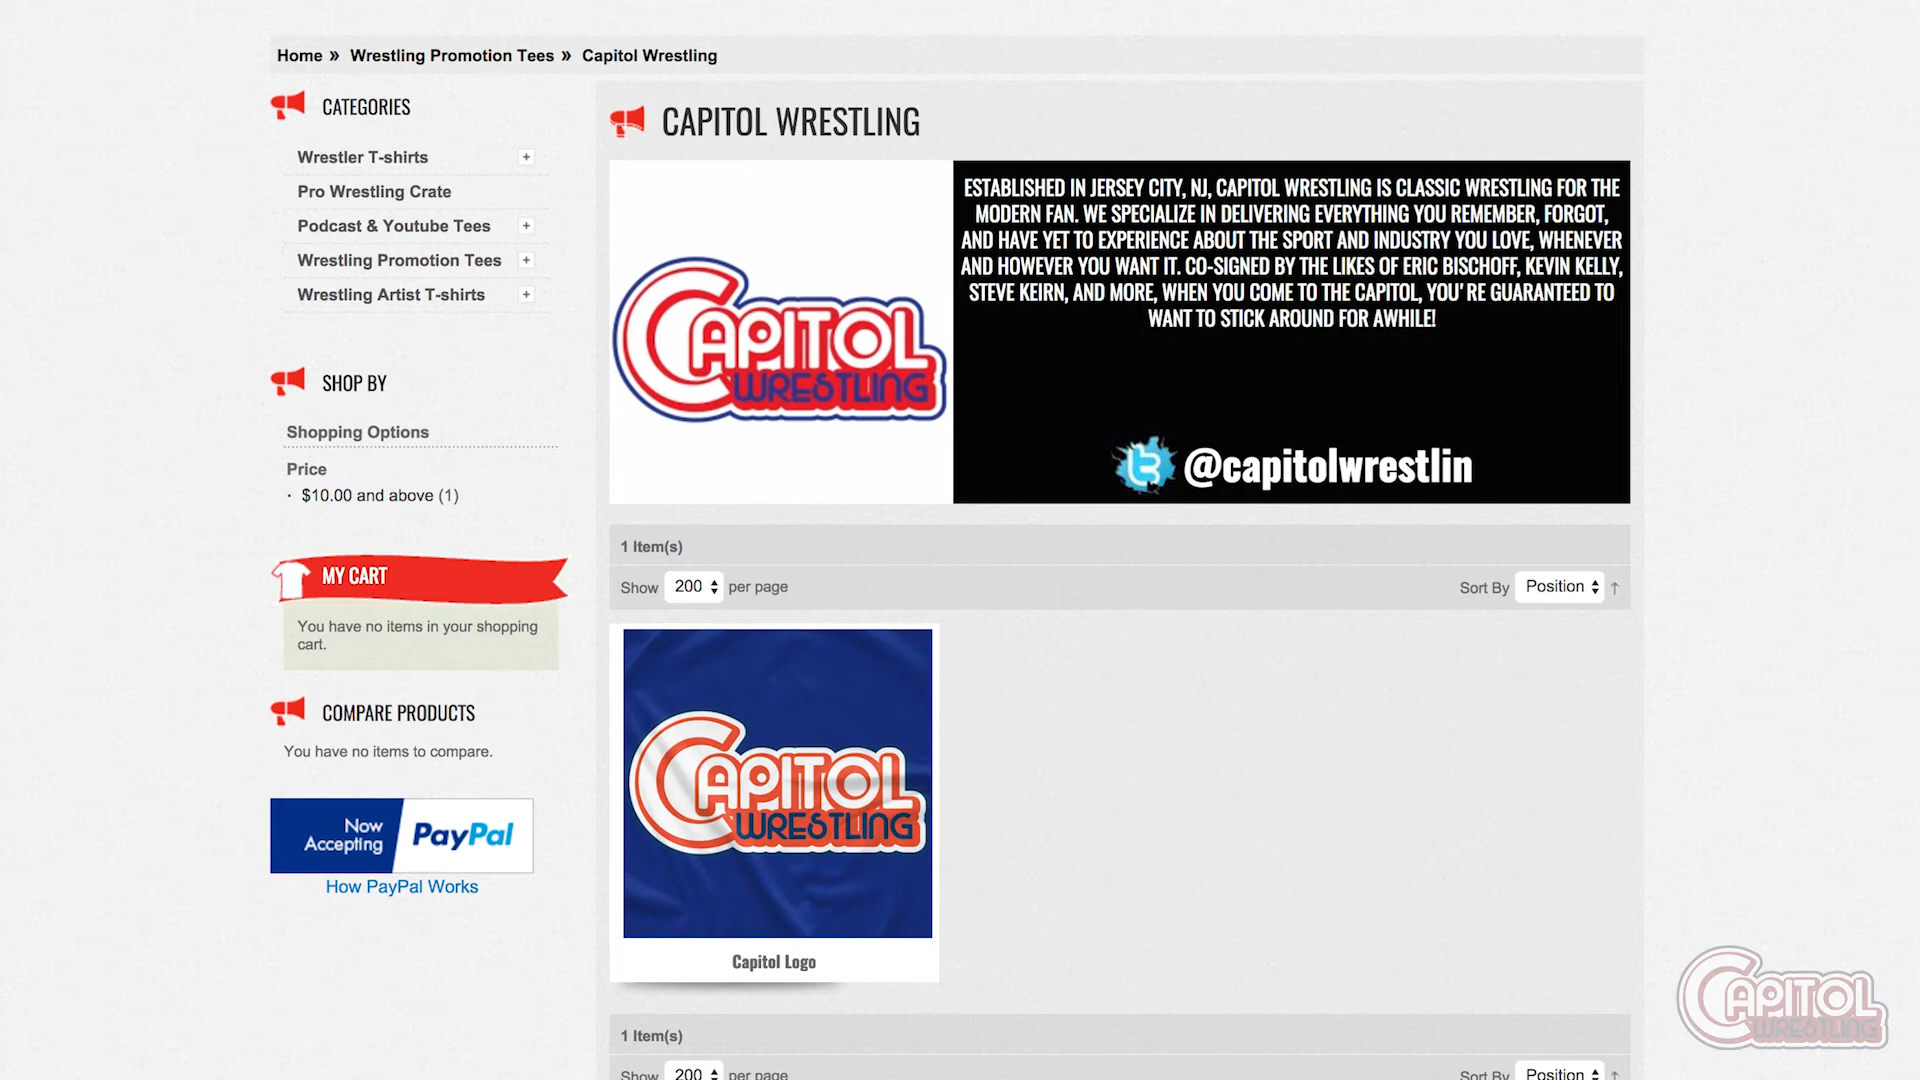 Home » Wrestling Promotion Tees » Capitol Wrestling
CATEGORIES
Wrestler T-shirts +
Pro Wrestling Crate
Podcast & Youtube Tees +
Wrestling Promotion Tees +
Wrestling Artist T-shirts +
SHOP BY
Shopping Options
Price
· $10.00 and above (1)
MY CART
You have no items in your shopping
cart.
COMPARE PRODUCTS
You have no items to compare.
Now
Accepting
PayPal
How PayPal Works
CAPITOL WRESTLING
CAPITOL
WRESTLING
ESTABLISHED IN JERSEY CITY, NJ, CAPITOL WRESTLING IS CLASSIC WRESTLING FOR THE
MODERN FAN. WE SPECIALIZE IN DELIVERING EVERYTHING YOU REMEMBER, FORGOT,
AND HAVE YET TO EXPERIENCE ABOUT THE SPORT AND INDUSTRY YOU LOVE, WHENEVER
AND HOWEVER YOU WANT IT. CO-SIGNED BY THE LIKES OF ERIC BISCHOFF, KEVIN KELLY,
STEVE KEIRN, AND MORE, WHEN YOU COME TO THE CAPITOL, YOU'RE GUARANTEED TO
WANT TO STICK AROUND FOR AWHILE!
t @capitolwrestlin
1 Item(s)
Show 200 per page Sort By Position ↑
CAPITOL
WRESTLING
Capitol Logo
1 Item(s)
Show 200 per page Sort By Position ↑
CAPITOL
WRESTLING